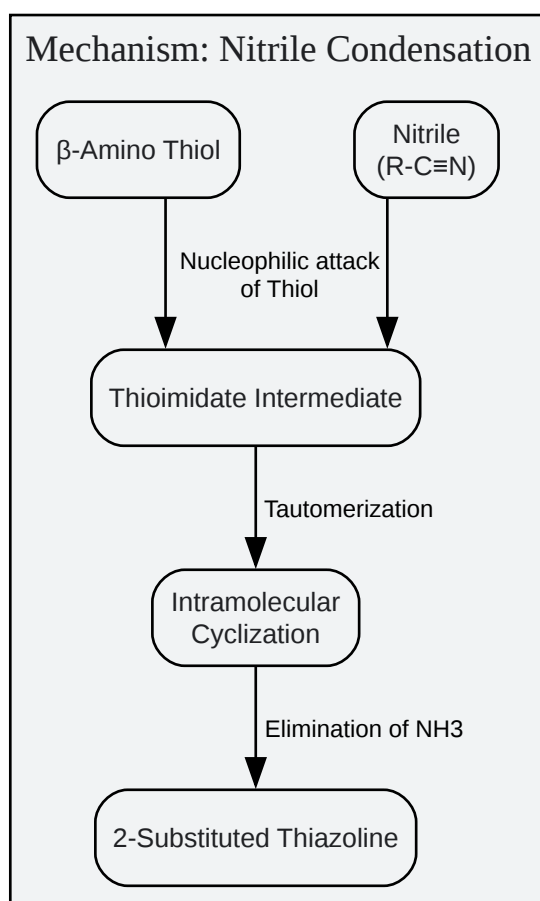 Mechanism: Nitrile Condensation
β-Amino Thiol
Nitrile
(R-C≡N)
Nucleophilic attack
of Thiol
Thioimidate Intermediate
Tautomerization
Intramolecular
Cyclization
Elimination of NH3
2-Substituted Thiazoline